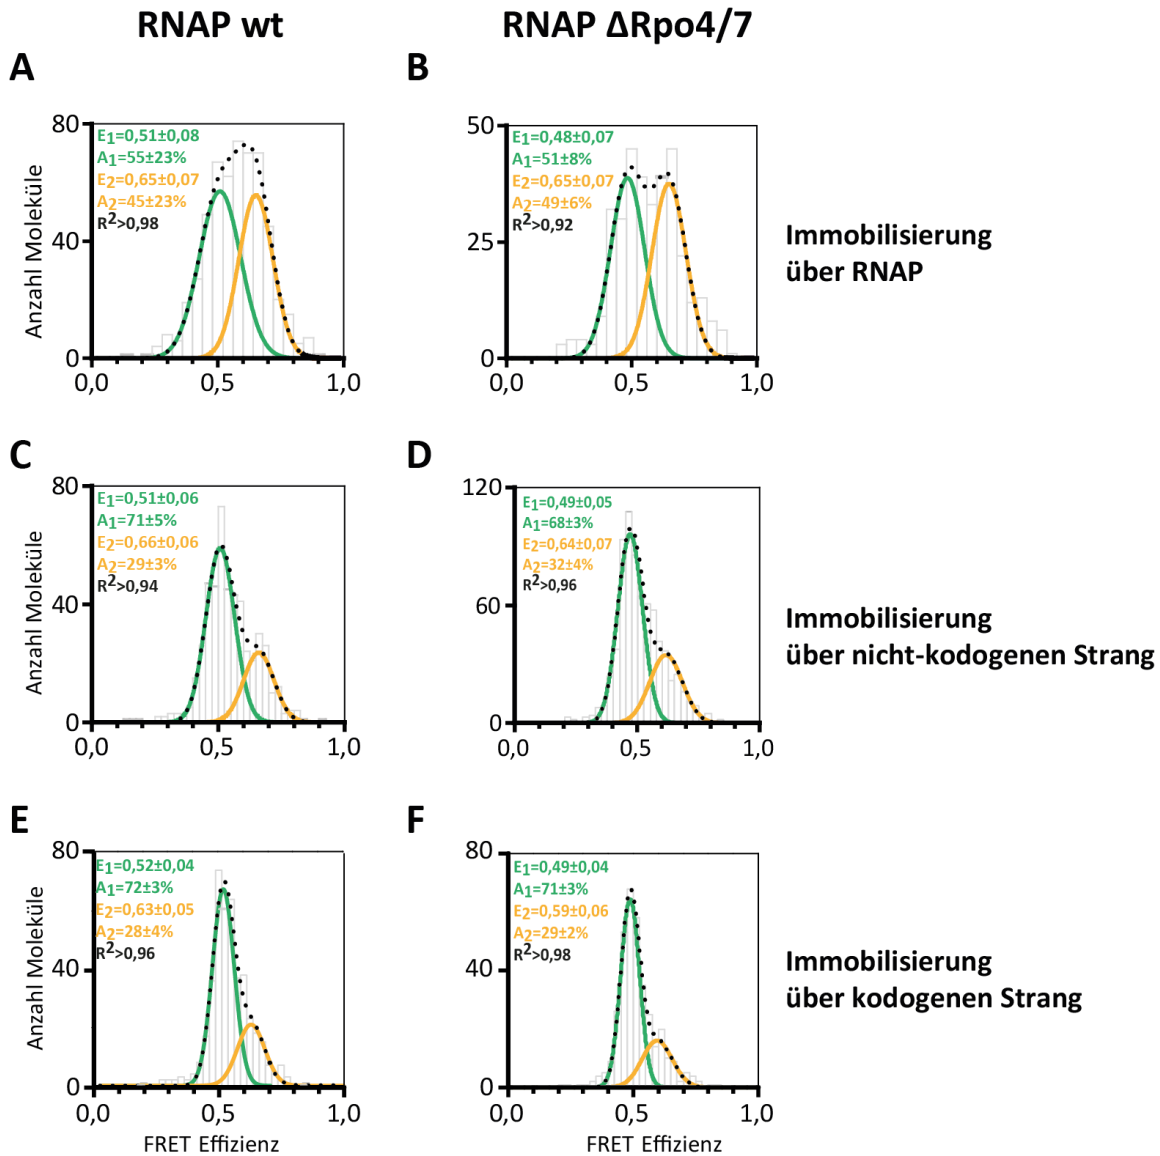 RNAP wt
RNAP ΔRpo4/7
A
80
40
0
Anzahl Moleküle
E1=0,51±0,08
A1=55±23%
E2=0,65±0,07
A2=45±23%
R2>0,98
0,0 0,5 1,0
B
50
25
0
E1=0,48±0,07
A1=51±8%
E2=0,65±0,07
A2=49±6%
R2>0,92
0,0 0,5 1,0
Immobilisierung
über RNAP
C
80
40
0
Anzahl Moleküle
E1=0,51±0,06
A1=71±5%
E2=0,66±0,06
A2=29±3%
R2>0,94
0,0 0,5 1,0
D
120
60
0
E1=0,49±0,05
A1=68±3%
E2=0,64±0,07
A2=32±4%
R2>0,96
0,0 0,5 1,0
Immobilisierung
über nicht-kodogenen Strang
E
80
40
0
Anzahl Moleküle
E1=0,52±0,04
A1=72±3%
E2=0,63±0,05
A2=28±4%
R2>0,96
0,0 0,5 1,0
FRET Effizienz
F
80
40
0
E1=0,49±0,04
A1=71±3%
E2=0,59±0,06
A2=29±2%
R2>0,98
0,0 0,5 1,0
FRET Effizienz
Immobilisierung
über kodogenen Strang